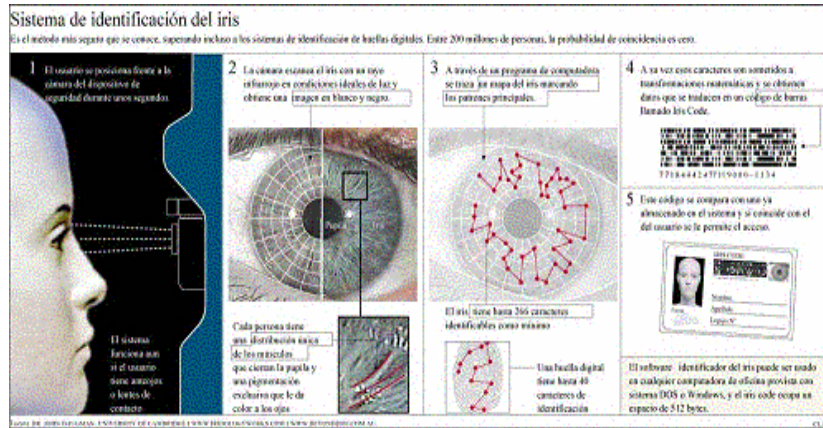 Sistema de identificación del iris
Es el método más seguro que se conoce, superando incluso a los sistemas de identificación de huellas digitales. Entre 200 millones de personas, la probabilidad de coincidencia es cero.
1 El usuario se posiciona frente a la
cámara del dispositivo de
seguridad durante unos segundos
El sistema
funciona aun
si el usuario
tiene anteojos
o lentes de
contacto
2 La cámara escanea el iris con un rayo
infrarrojo en condiciones ideales de luz y
obtiene una imagen en blanco y negro.
Pupila
Iris
Cada persona tiene
una distribución única
de los músculos
que cierran la pupila y
una pigmentación
exclusiva que le da
color a los ojos
3 A través de un programa de computadora
se traza un mapa del iris marcando
los patrones principales.
El iris tiene hasta 266 caracteres
identificables como mínimo
Una huella digital
tiene hasta 40
caracteres de
identificación
4 A su vez esos caracteres son sometidos a
transformaciones matemáticas y se obtienen
datos que se traducen en un código de barras
llamado Iris Code.
5 Este código se compara con uno ya
almacenado en el sistema y si coincide con el
del usuario se le permite el acceso.
Nombre
Apellido
Legajo Nº
El software identificador del iris puede ser usado
en cualquier computadora de oficina provista con
sistema DOS o Windows, y el iris code ocupa un
espacio de 512 bytes.